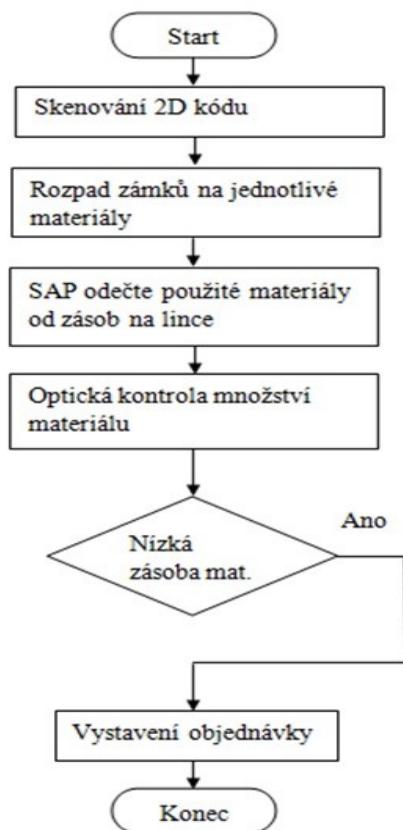 Start
Skenování 2D kódu
Rozpad zámků na jednotlivé
materiály
SAP odečte použité materiály
od zásob na lince
Optická kontrola množství
materiálu
Ano
Nízká
zásoba mat.
Vystavení objednávky
Konec